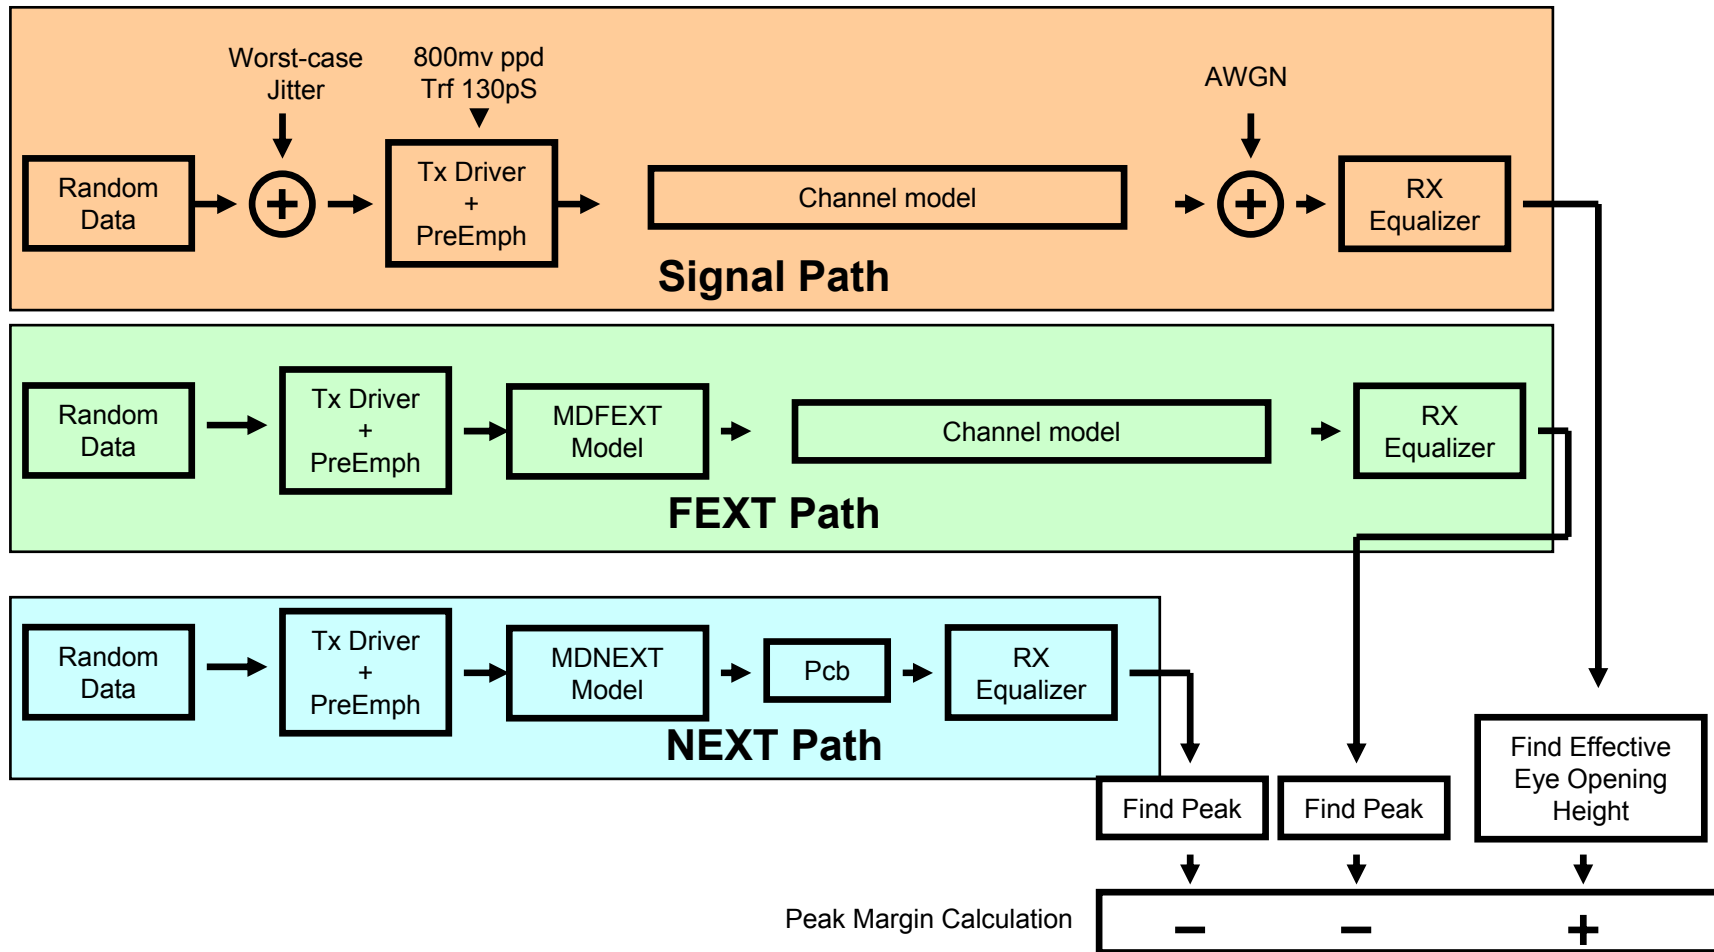 Worst-case
Jitter
800mv ppd
Trf 130pS
AWGN
Random
Data
+
Tx Driver
+
PreEmph
Channel model
+
RX
Equalizer
Signal Path
Random
Data
Tx Driver
+
PreEmph
MDFEXT
Model
Channel model
RX
Equalizer
FEXT Path
Random
Data
Tx Driver
+
PreEmph
MDNEXT
Model
Pcb
RX
Equalizer
NEXT Path
Find Peak
Find Peak
Find Effective
Eye Opening
Height
Peak Margin Calculation
− − +